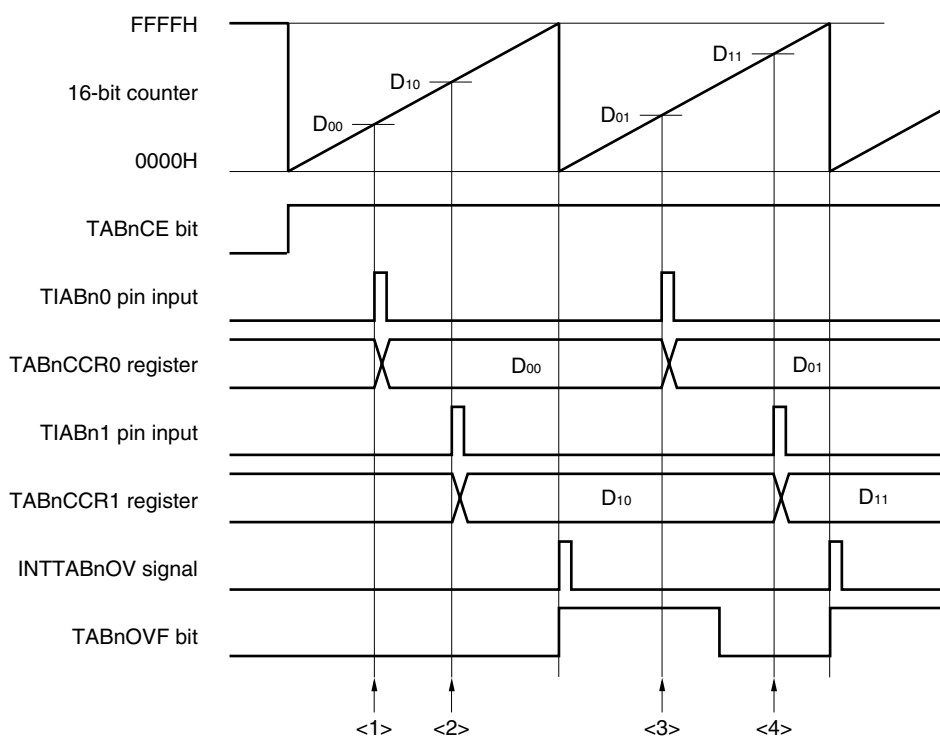 FFFFH
D11
D10
16-bit counter
D00
D01
0000H
TABnCE bit
TIABn0 pin input
TABnCCR0 register
D00
D01
TIABn1 pin input
TABnCCR1 register
D10
D11
INTTABnOV signal
TABnOVF bit
<1> <2> <3> <4>